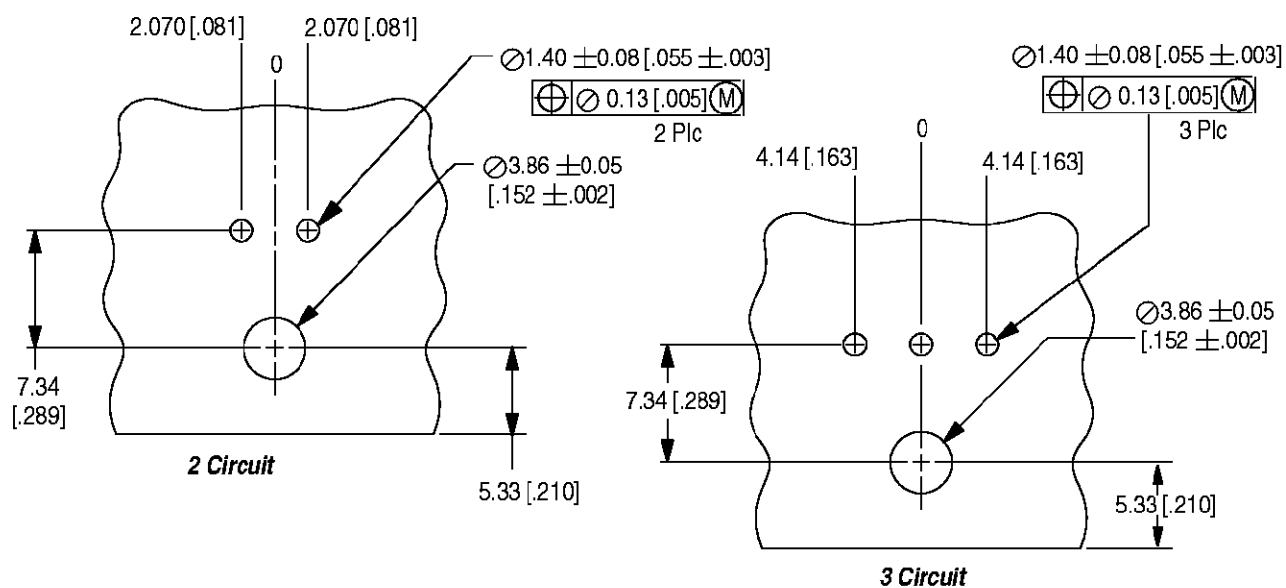 2.070 [.081] 2.070 [.081]
0
∅1.40 ±0.08 [.055 ±.003]
⌖ ∅ 0.13 [.005] Ⓜ
2 Plc
∅3.86 ±0.05
[.152 ±.002]
7.34
[.289]
5.33 [.210]
2 Circuit
∅1.40 ±0.08 [.055 ±.003]
⌖ ∅ 0.13 [.005] Ⓜ
3 Plc
0
4.14 [.163] 4.14 [.163]
∅3.86 ±0.05
[.152 ±.002]
7.34 [.289]
5.33 [.210]
3 Circuit